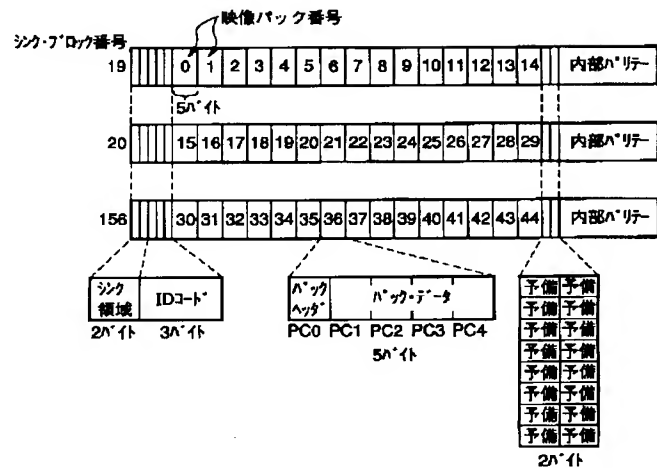 映像パック番号
シンク・ブロック番号
19 0 1 2 3 4 5 6 7 8 9 10 11 12 13 14 内部パリテー
5バイト
20 15 16 17 18 19 20 21 22 23 24 25 26 27 28 29 内部パリテー
156 30 31 32 33 34 35 36 37 38 39 40 41 42 43 44 内部パリテー
シンク領域 IDコード
2バイト 3バイト
パックヘッダ パック・データ
PC0 PC1 PC2 PC3 PC4
5バイト
予備 予備
予備 予備
予備 予備
予備 予備
予備 予備
予備 予備
予備 予備
予備 予備
2バイト